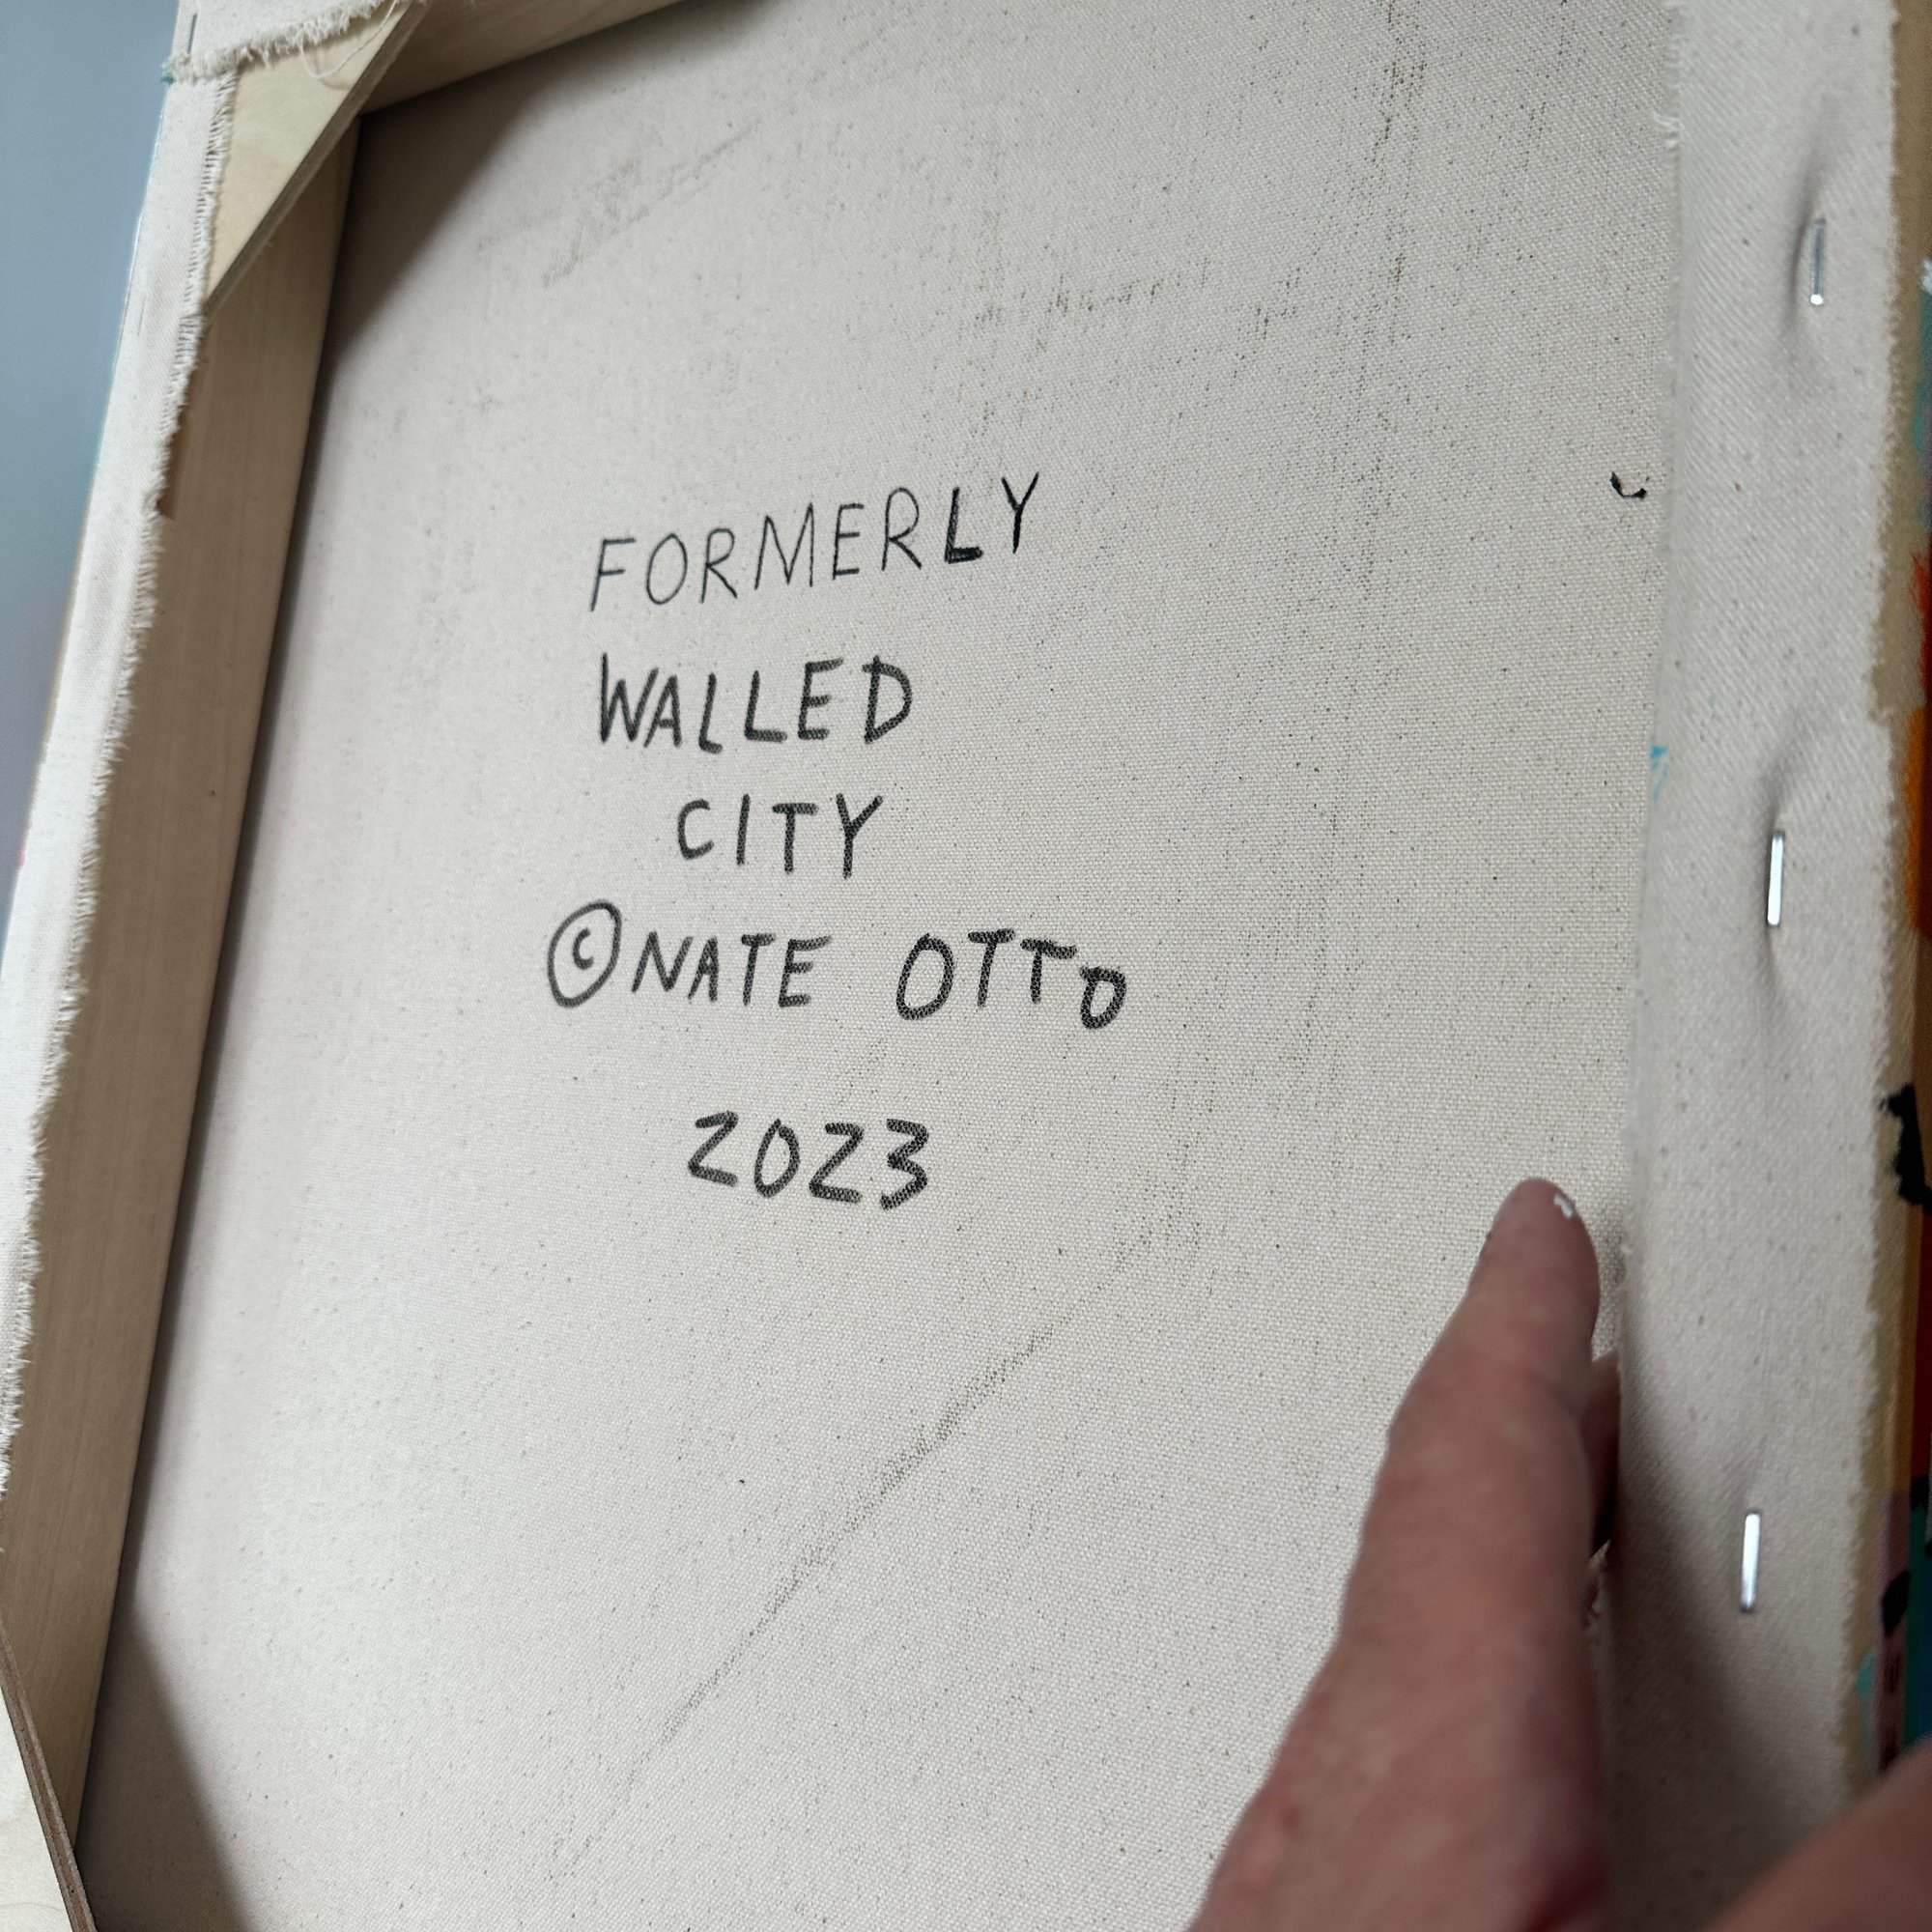 FORMERLY
WALLED
CITY
©NATE OTTO
2023